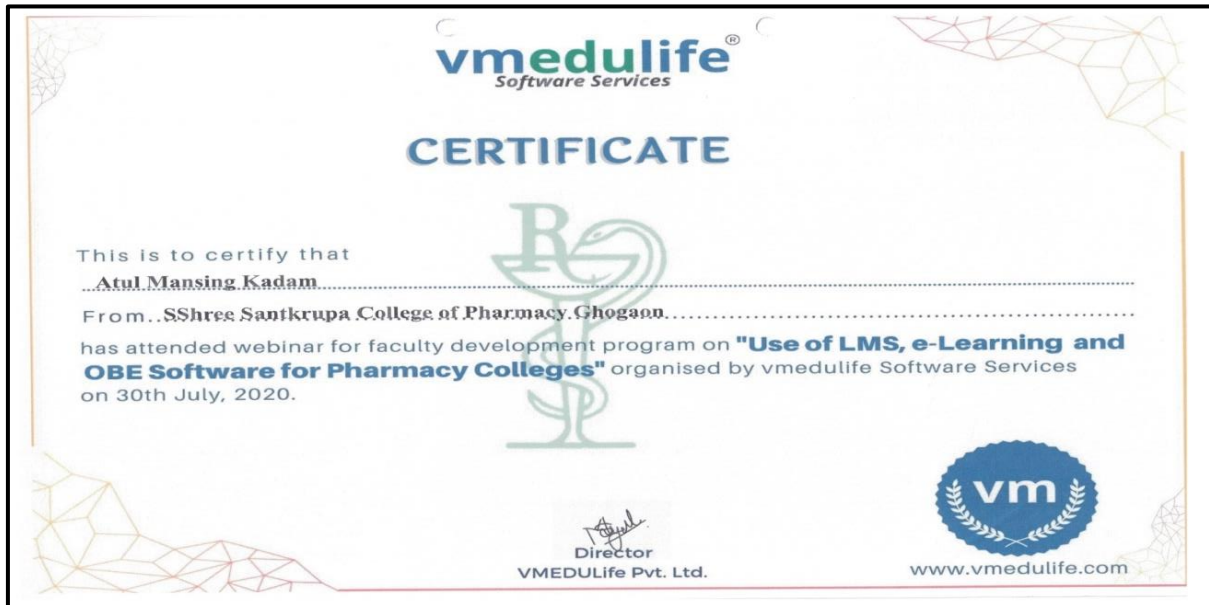 vmedulife®
Software Services
CERTIFICATE
R
This is to certify that
Atul Mansing Kadam
From..SShree Santkrupa College of Pharmacy Ghogaon
has attended webinar for faculty development program on "Use of LMS, e-Learning and
OBE Software for Pharmacy Colleges" organised by vmedulife Software Services
on 30th July, 2020.
Director
VMEDULife Pvt. Ltd.
vm
www.vmedulife.com